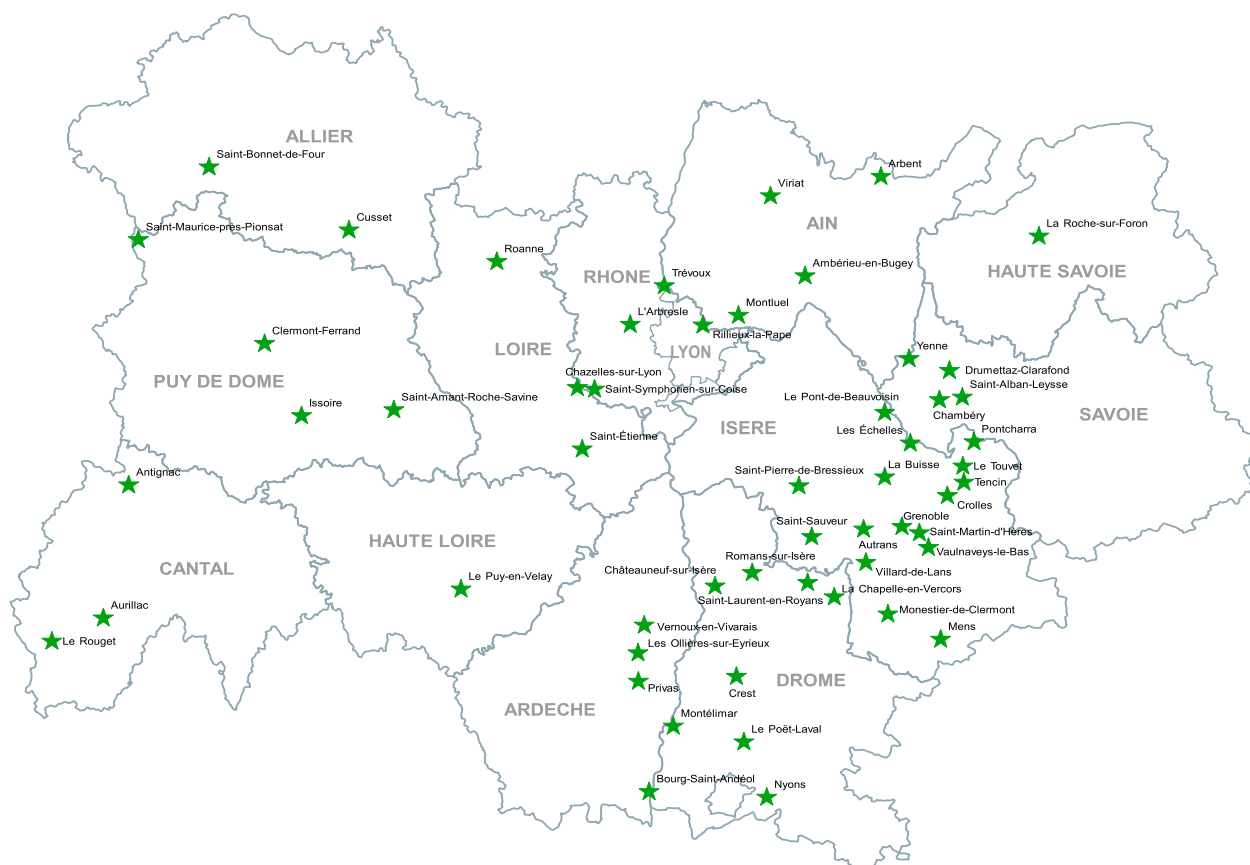 ALLIER
Saint-Bonnet-de-Four
Arbent
Viriat
Saint-Maurice-près-Pionsat
Cusset
AIN
La Roche-sur-Foron
Roanne
Ambérieu-en-Bugey
HAUTE SAVOIE
RHONE
Trévoux
Montluel
L'Arbresle
Clermont-Ferrand
Rillieux-la-Pape
LOIRE
LYON
Yenne
Drumettaz-Clarafond
PUY DE DOME
Chazelles-sur-Lyon
Saint-Symphorien-sur-Coise
Saint-Alban-Leysse
Saint-Amant-Roche-Savine
Issoire
Le Pont-de-Beauvoisin
Chambéry
SAVOIE
ISERE
Les Échelles
Pontcharra
Saint-Étienne
Antignac
Saint-Pierre-de-Bressieux
La Buisse
Le Touvet
Tencin
Crolles
Saint-Sauveur
Grenoble
Saint-Martin-d'Hères
HAUTE LOIRE
Autrans
Vaulnaveys-le-Bas
Romans-sur-Isère
CANTAL
Châteauneuf-sur-Isère
Villard-de-Lans
Le Puy-en-Velay
La Chapelle-en-Vercors
Saint-Laurent-en-Royans
Aurillac
Monestier-de-Clermont
Vernoux-en-Vivarais
Le Rouget
Mens
Les Ollières-sur-Eyrieux
DROME
Privas
Crest
ARDECHE
Montélimar
Le Poët-Laval
Bourg-Saint-Andéol
Nyons